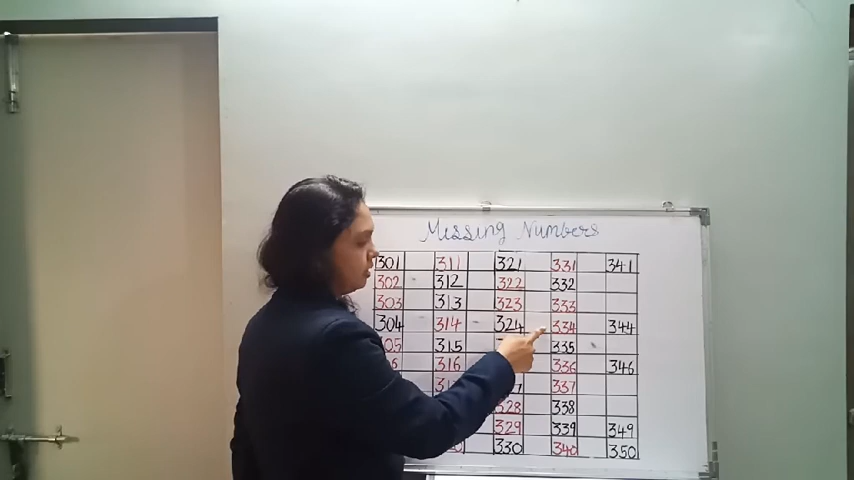 Missing Numbers
301 311 321 331 341
302 312 322 332
303 313 323 333
304 314 324 334 344
315 335
316 336 346
337
328 338
329 339 349
330 340 350